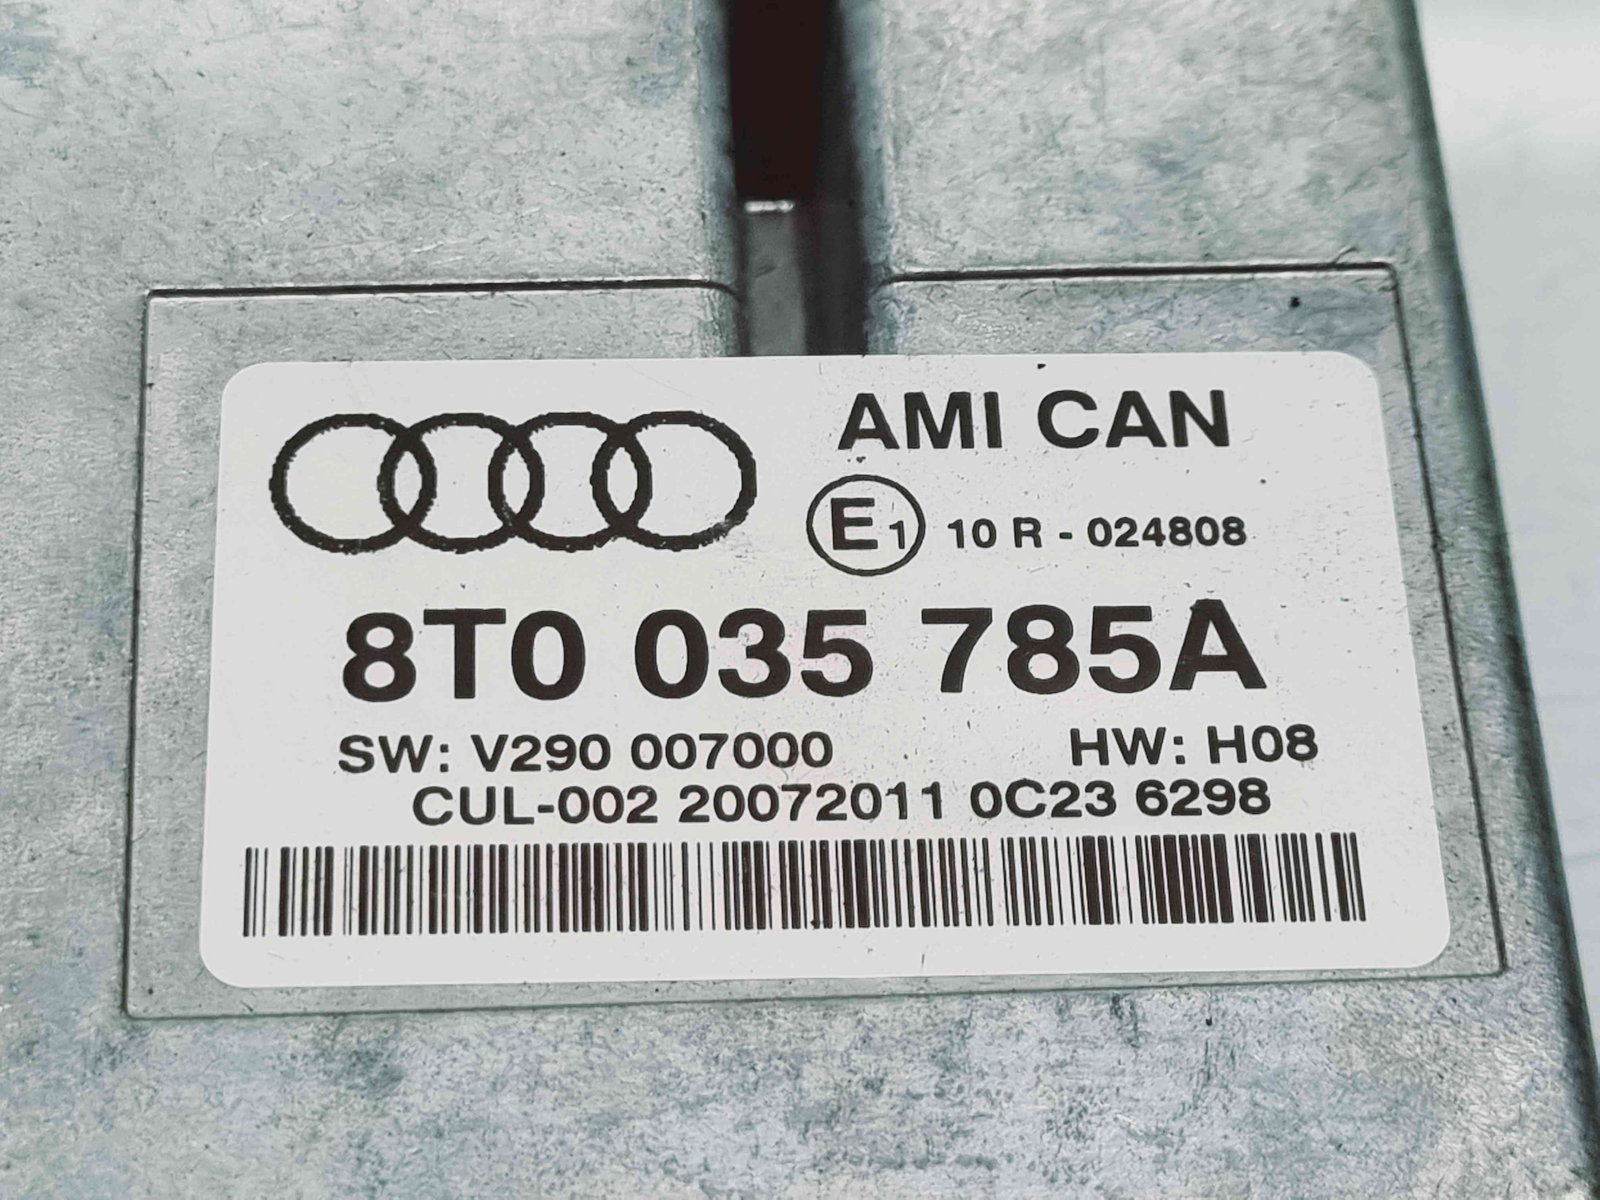 AMI CAN
E1 10 R - 024808
8T0 035 785A
SW: V290 007000 HW: H08
CUL-002 20072011 0C23 6298